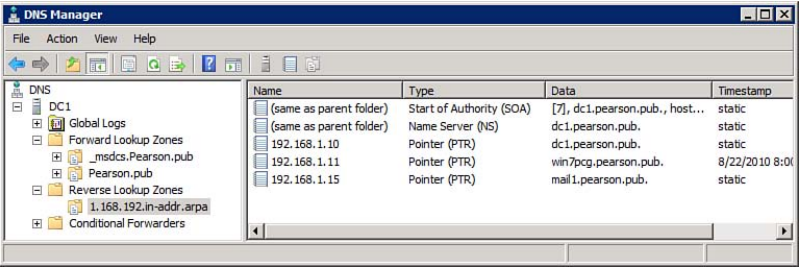 DNS Manager
File Action View Help
DNS
DC1
Global Logs
Forward Lookup Zones
_msdcs.Pearson.pub
Pearson.pub
Reverse Lookup Zones
1.168.192.in-addr.arpa
Conditional Forwarders
Name Type Data Timestamp
(same as parent folder) Start of Authority (SOA) [7], dc1.pearson.pub., host... static
(same as parent folder) Name Server (NS) dc1.pearson.pub. static
192.168.1.10 Pointer (PTR) dc1.pearson.pub. static
192.168.1.11 Pointer (PTR) win7pcg.pearson.pub. 8/22/2010 8:00
192.168.1.15 Pointer (PTR) mail1.pearson.pub. static